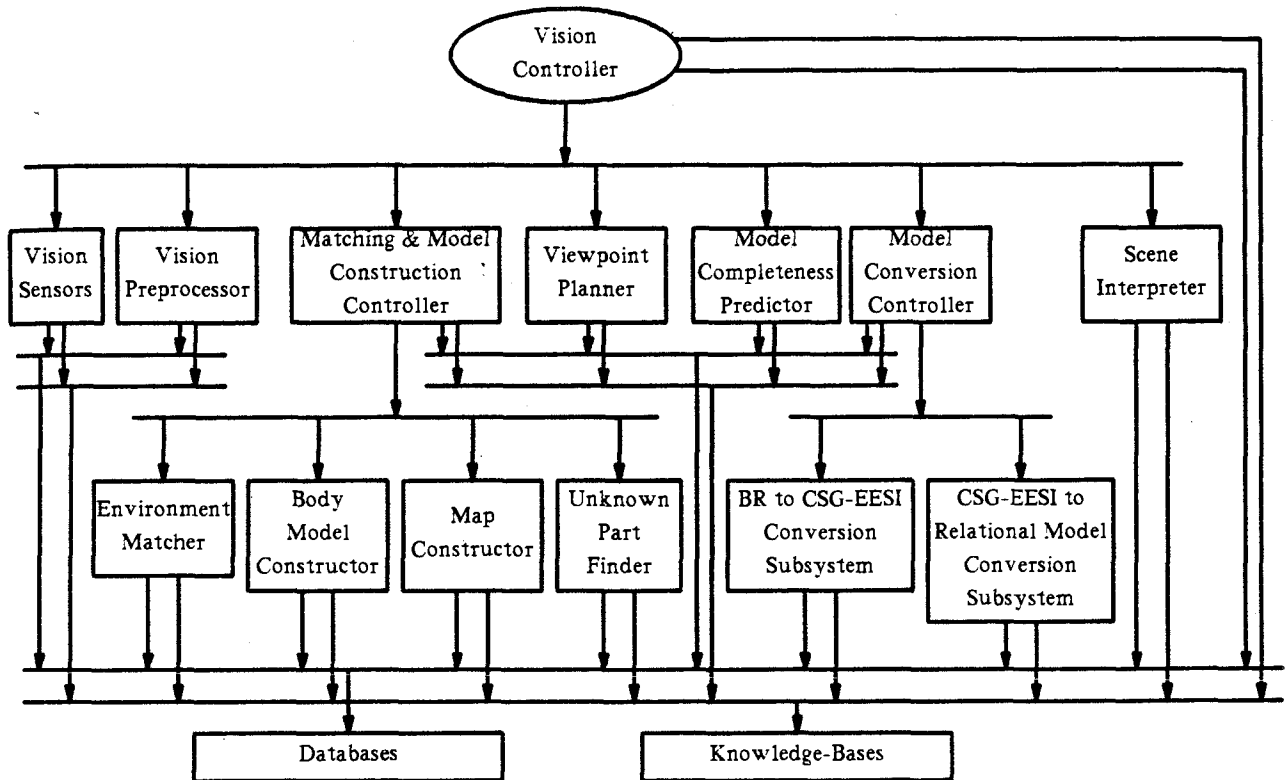 Vision
Controller
Vision
Sensors
Vision
Preprocessor
Matching & Model
Construction
Controller
Viewpoint
Planner
Model
Completeness
Predictor
Model
Conversion
Controller
Scene
Interpreter
Environment
Matcher
Body
Model
Constructor
Map
Constructor
Unknown
Part
Finder
BR to CSG-EESI
Conversion
Subsystem
CSG-EESI to
Relational Model
Conversion
Subsystem
Databases
Knowledge-Bases